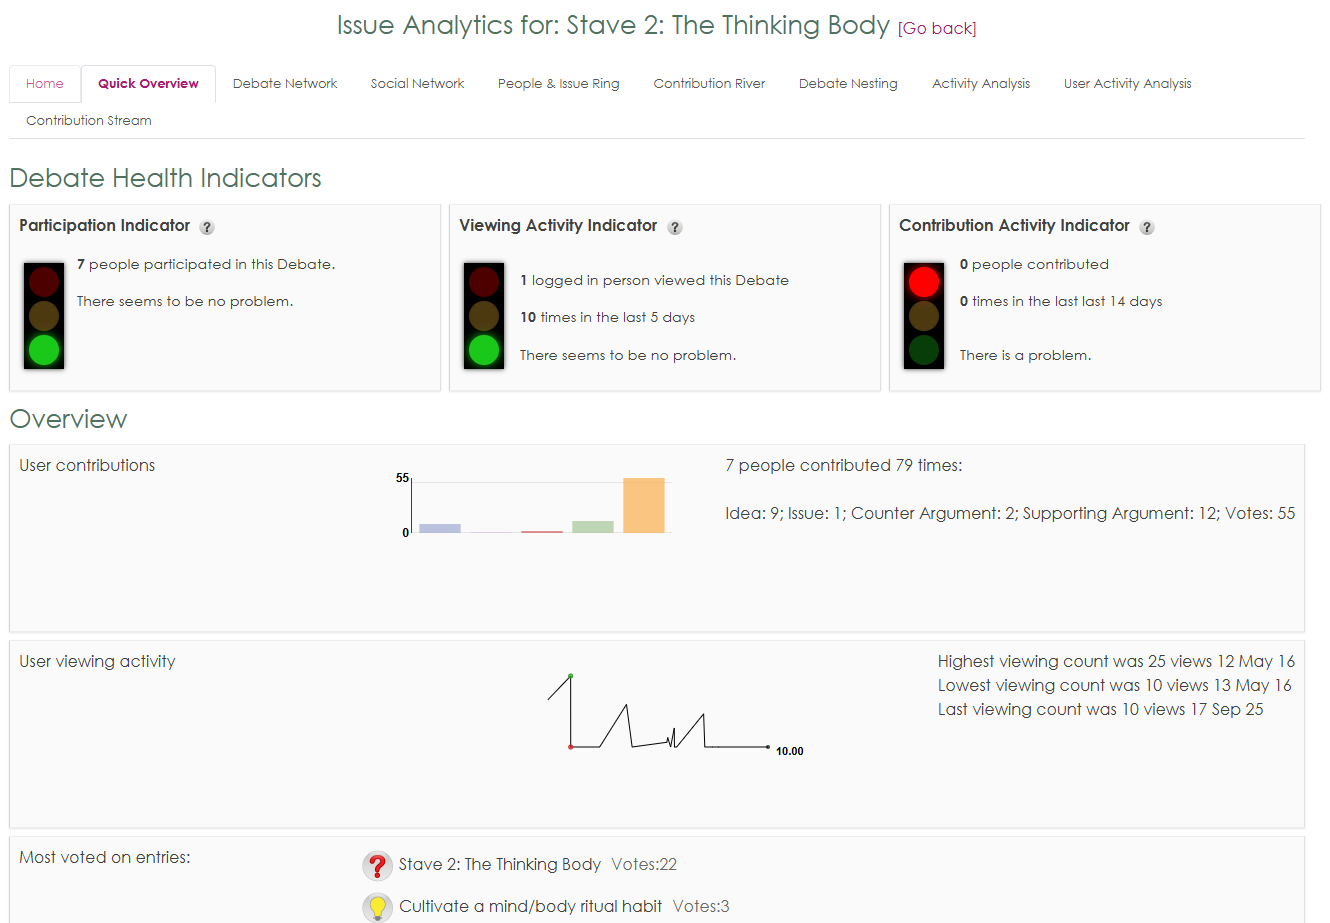 Issue Analytics for: Stave 2: The Thinking Body [Go back]
Home Quick Overview Debate Network Social Network People & Issue Ring Contribution River Debate Nesting Activity Analysis User Activity Analysis
Contribution Stream
Debate Health Indicators
Participation Indicator ?
7 people participated in this Debate.
There seems to be no problem.
Viewing Activity Indicator ?
1 logged in person viewed this Debate
10 times in the last 5 days
There seems to be no problem.
Contribution Activity Indicator ?
0 people contributed
0 times in the last last 14 days
There is a problem.
Overview
User contributions
55
0
7 people contributed 79 times:
Idea: 9; Issue: 1; Counter Argument: 2; Supporting Argument: 12; Votes: 55
User viewing activity
10.00
Highest viewing count was 25 views 12 May 16
Lowest viewing count was 10 views 13 May 16
Last viewing count was 10 views 17 Sep 25
Most voted on entries:
? Stave 2: The Thinking Body Votes:22
Cultivate a mind/body ritual habit Votes:3